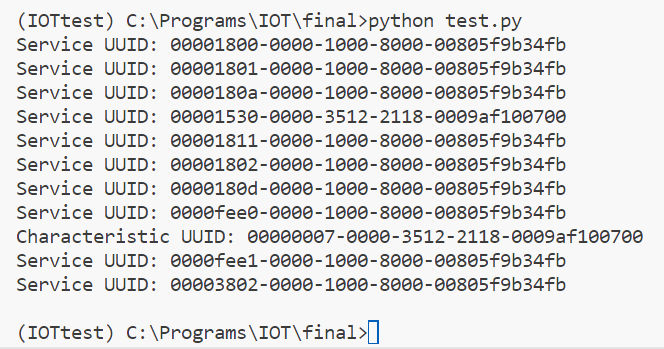 (IOTtest) C:\Programs\IOT\final>python test.py
Service UUID: 00001800-0000-1000-8000-00805f9b34fb
Service UUID: 00001801-0000-1000-8000-00805f9b34fb
Service UUID: 0000180a-0000-1000-8000-00805f9b34fb
Service UUID: 00001530-0000-3512-2118-0009af100700
Service UUID: 00001811-0000-1000-8000-00805f9b34fb
Service UUID: 00001802-0000-1000-8000-00805f9b34fb
Service UUID: 0000180d-0000-1000-8000-00805f9b34fb
Service UUID: 0000fee0-0000-1000-8000-00805f9b34fb
Characteristic UUID: 00000007-0000-3512-2118-0009af100700
Service UUID: 0000fee1-0000-1000-8000-00805f9b34fb
Service UUID: 00003802-0000-1000-8000-00805f9b34fb
(IOTtest) C:\Programs\IOT\final>